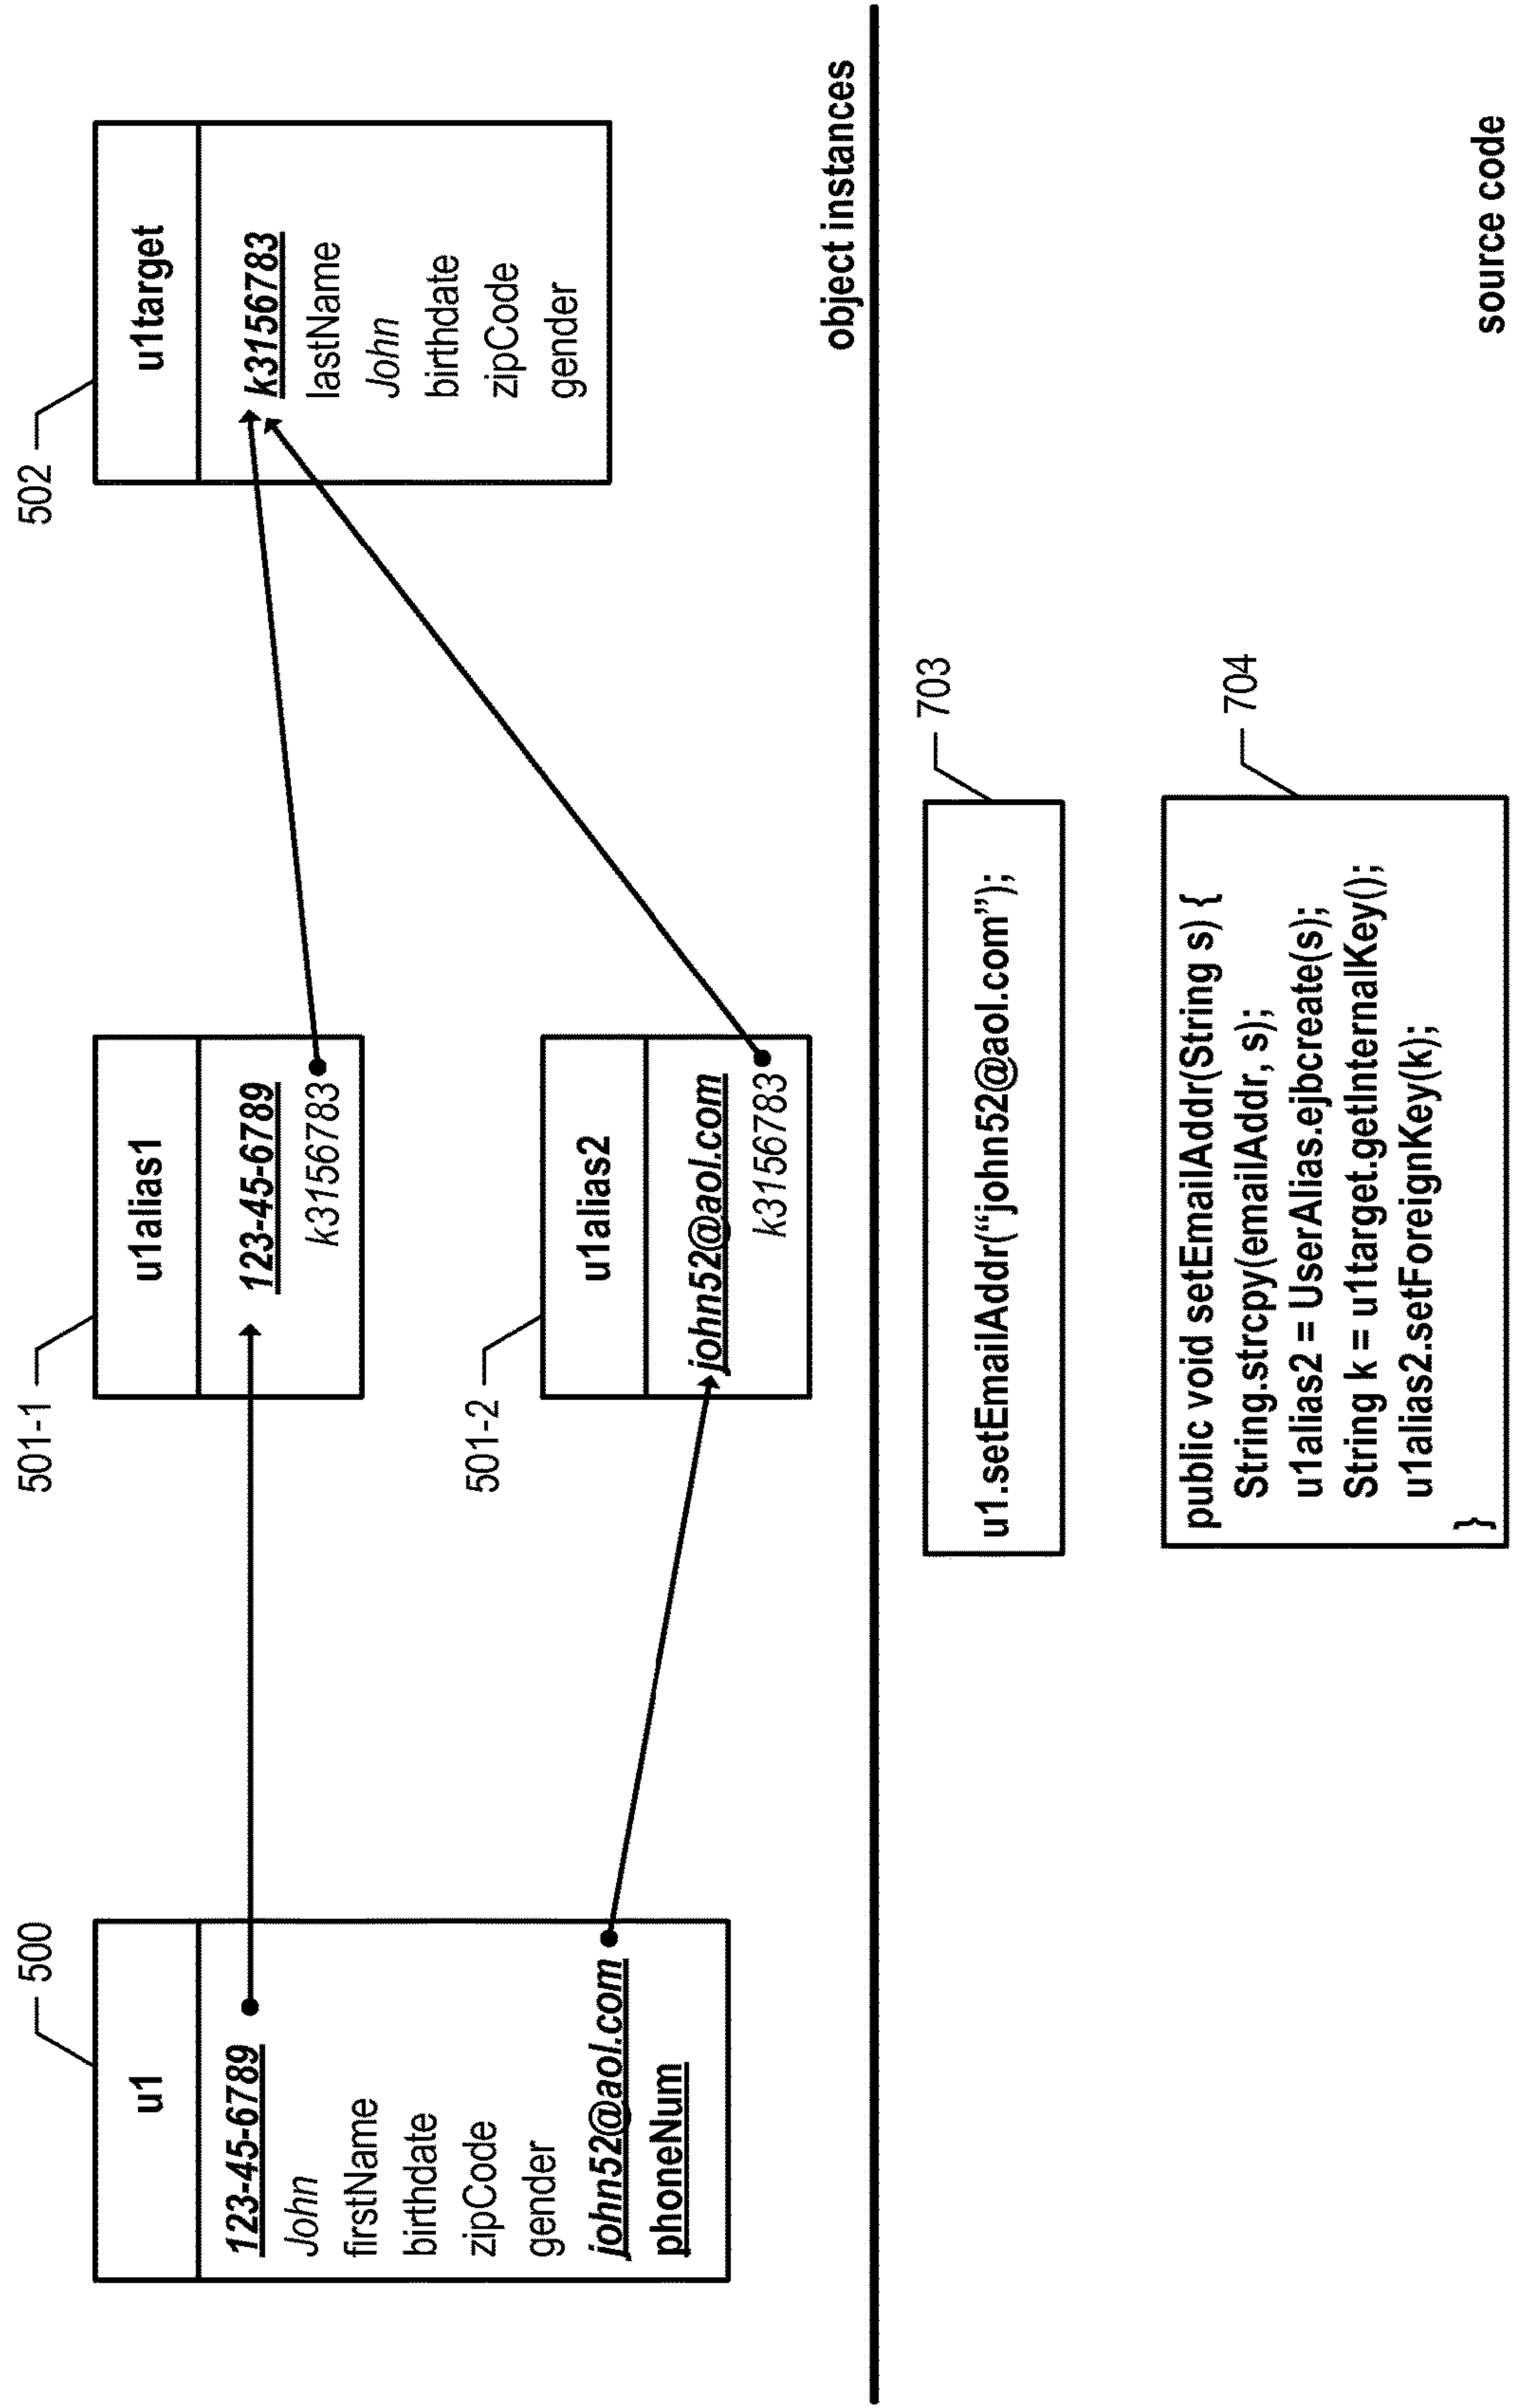 500
u1
123-45-6789
John
firstName
birthdate
zipCode
gender
john52@aol.com
phoneNum
501-1
u1alias1
123-45-6789
k3156783
501-2
u1alias2
john52@aol.com
k3156783
502
u1target
k3156783
lastName
John
birthdate
zipCode
gender
object instances
703
u1.setEmailAddr(“john52@aol.com”);
704
public void setEmailAddr(String s) {
String.strcpy(emailAddr, s);
u1alias2 = UserAlias.ejbcreate(s);
String k = u1target.getInternalKey();
u1alias2.setForeignKey(k);
}
source code